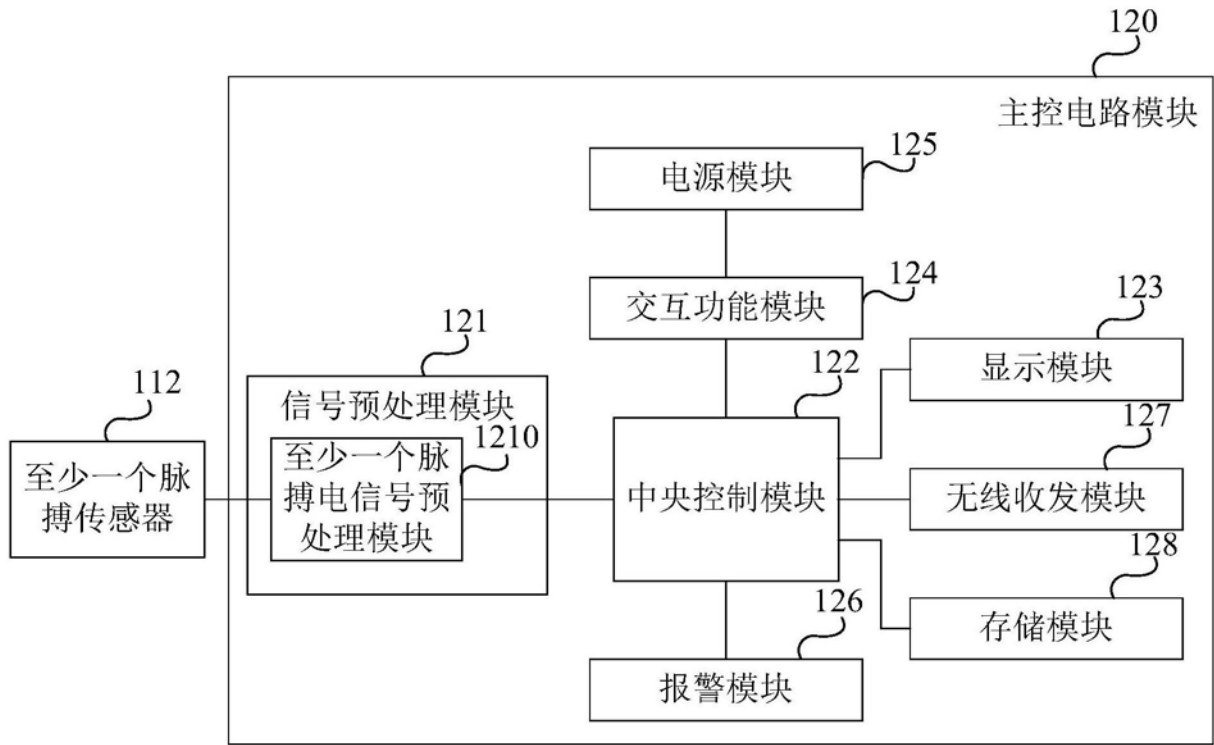 120
主控电路模块
125
电源模块
124
交互功能模块
123
显示模块
121
信号预处理模块
122
112
至少一个脉
搏传感器
1210
至少一个脉
搏电信号预
处理模块
中央控制模块
127
无线收发模块
128
存储模块
126
报警模块